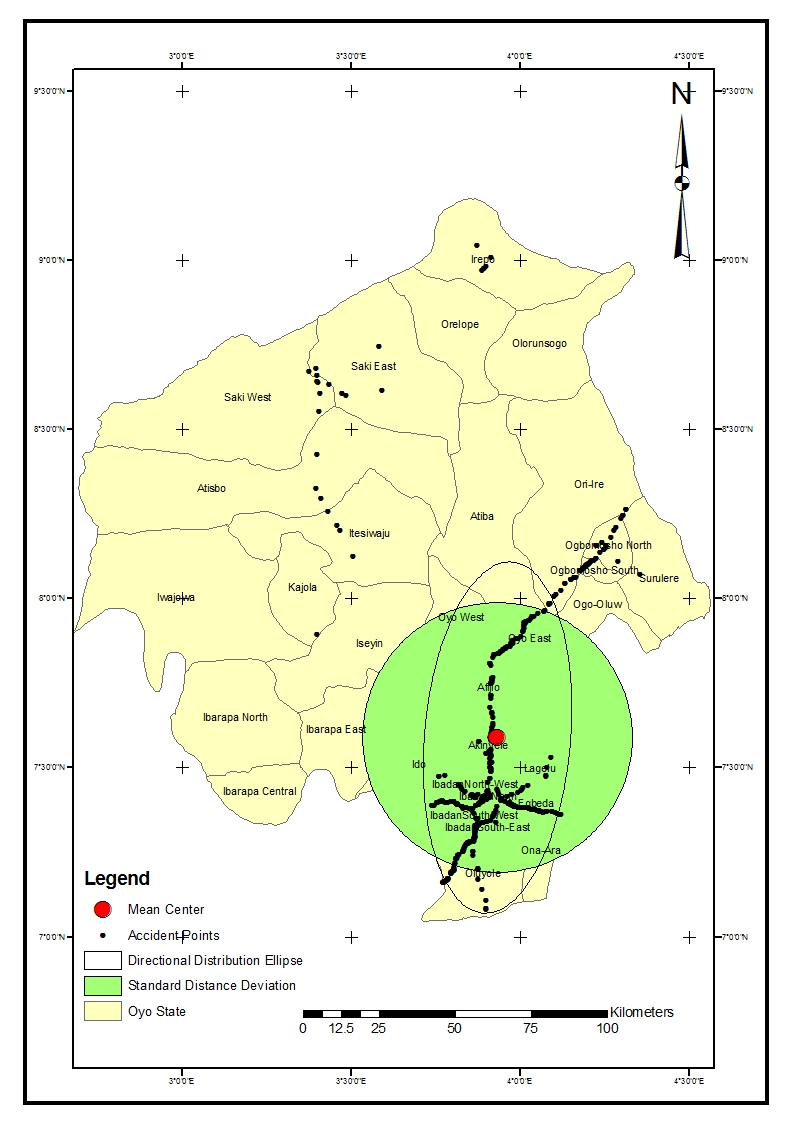 3°0'0"E 3°30'0"E 4°0'0"E 4°30'0"E
9°30'0"N 9°30'0"N
N
9°0'0"N 9°0'0"N
Irepo
Orelope
Olorunsogo
Saki East
Saki West
8°30'0"N 8°30'0"N
Ori-Ire
Atisbo
Atiba
Itesiwaju
Ogbomosho North
Ogbomosho South
Surulere
Kajola
Iwajowa
8°0'0"N 8°0'0"N
Ogo-Oluw
Oyo West
Oyo East
Iseyin
Afijio
Ibarapa North
Ibarapa East
Akinyele
Ido
Lagelu
7°30'0"N 7°30'0"N
Ibadan North-West
Ibarapa Central
Egbeda
Ibadan South-West
Ibadan South-East
Ona-Ara
Oluyole
Legend
Mean Center
Accident Points
7°0'0"N 7°0'0"N
Directional Distribution Ellipse
Standard Distance Deviation
Oyo State
Kilometers
0 12.5 25 50 75 100
3°0'0"E 3°30'0"E 4°0'0"E 4°30'0"E